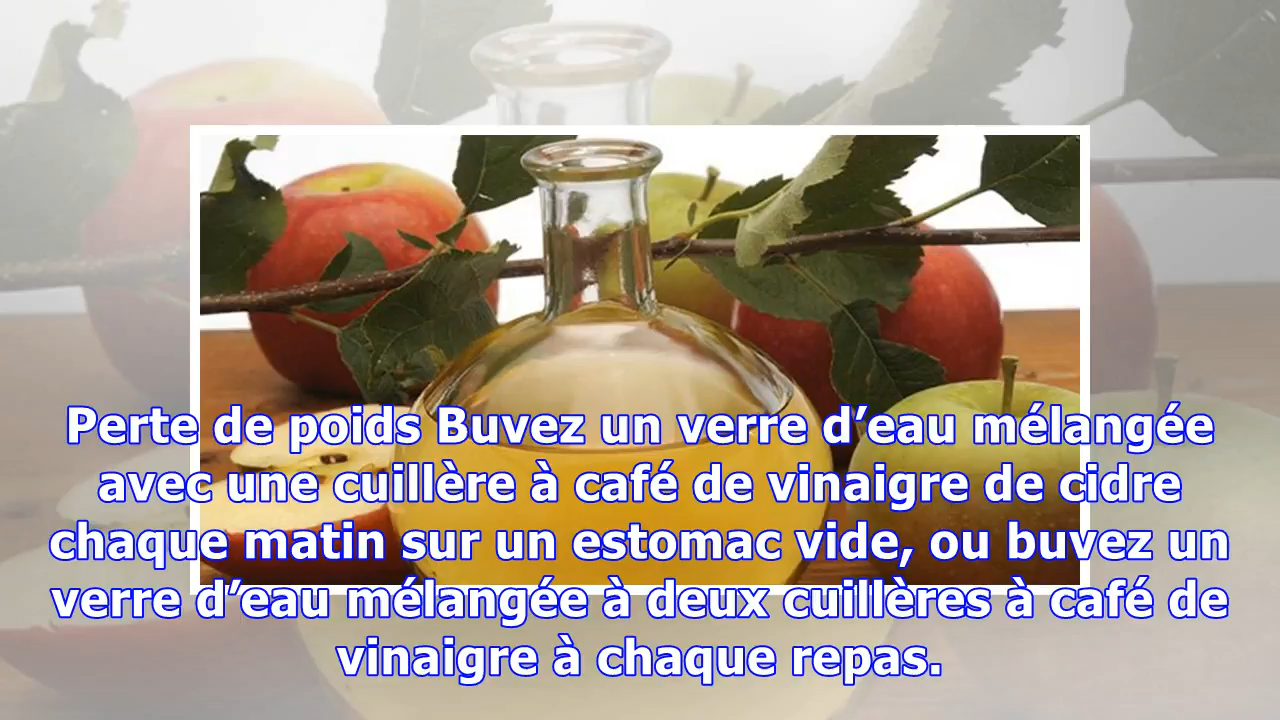 Perte de poids Buvez un verre d’eau mélangée
avec une cuillère à café de vinaigre de cidre
chaque matin sur un estomac vide, ou buvez un
verre d’eau mélangée à deux cuillères à café de
vinaigre à chaque repas.